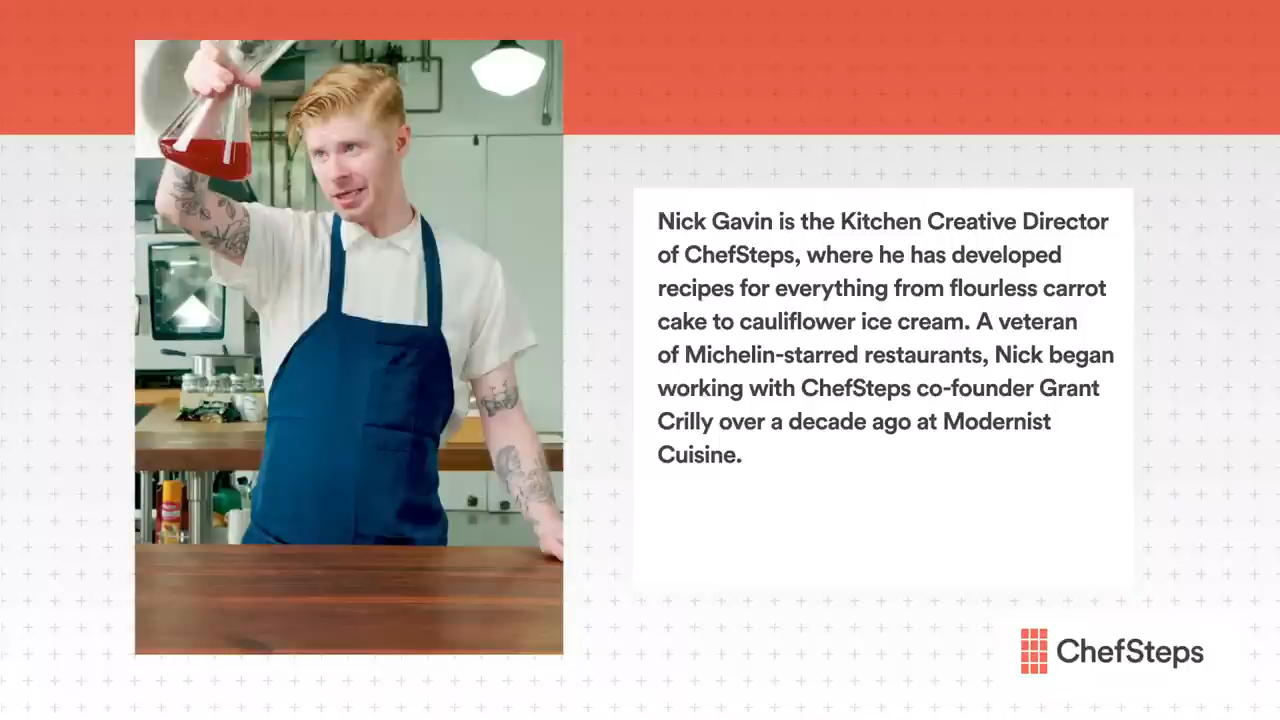 Nick Gavin is the Kitchen Creative Director
of ChefSteps, where he has developed
recipes for everything from flourless carrot
cake to cauliflower ice cream. A veteran
of Michelin-starred restaurants, Nick began
working with ChefSteps co-founder Grant
Crilly over a decade ago at Modernist
Cuisine.
ChefSteps